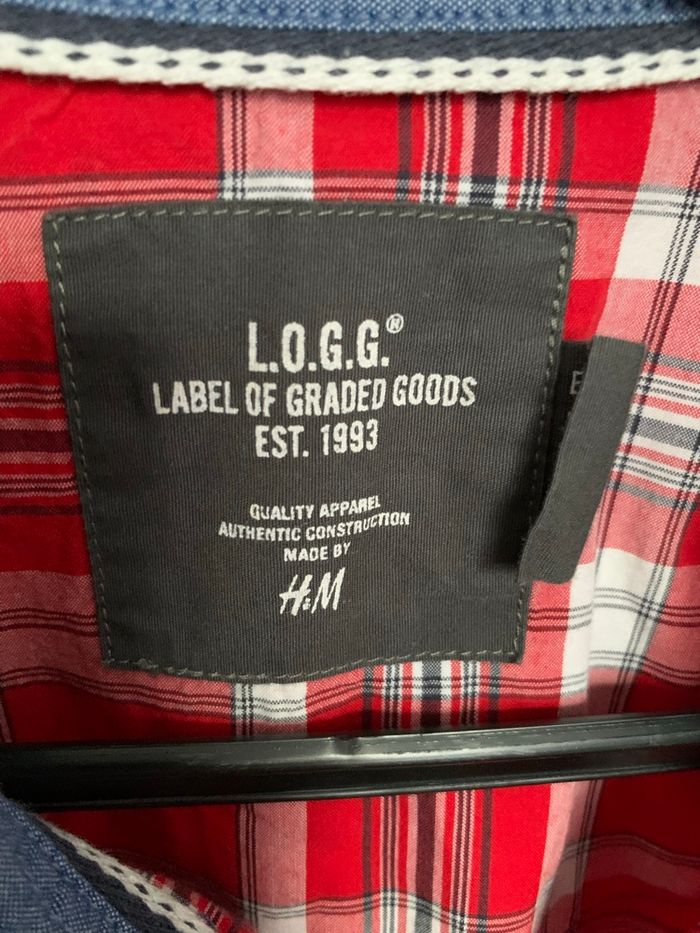 L.O.G.G.®
LABEL OF GRADED GOODS
EST. 1993
QUALITY APPAREL
AUTHENTIC CONSTRUCTION
MADE BY
H&M
E